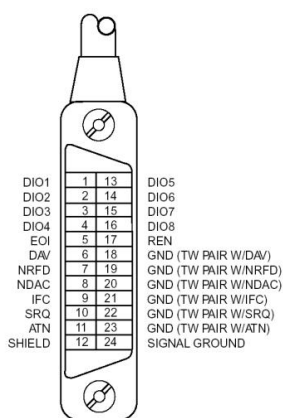 DIO1 1 13 DIO5
DIO2 2 14 DIO6
DIO3 3 15 DIO7
DIO4 4 16 DIO8
EOI 5 17 REN
DAV 6 18 GND (TW PAIR W/DAV)
NRFD 7 19 GND (TW PAIR W/NRFD)
NDAC 8 20 GND (TW PAIR W/NDAC)
IFC 9 21 GND (TW PAIR W/IFC)
SRQ 10 22 GND (TW PAIR W/SRQ)
ATN 11 23 GND (TW PAIR W/ATN)
SHIELD 12 24 SIGNAL GROUND